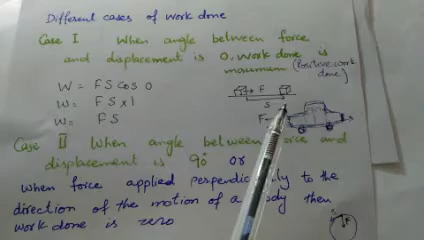 Different cases of work done
Case I When angle between force
and displacement is 0, work done is
maximum (Positive work
done)
W = FS cos 0
W = FS x 1
W = FS
F
S
F
Case II When angle between force and
displacement is 90 or
when force applied to the
direction of the motion of a then
work done is zero